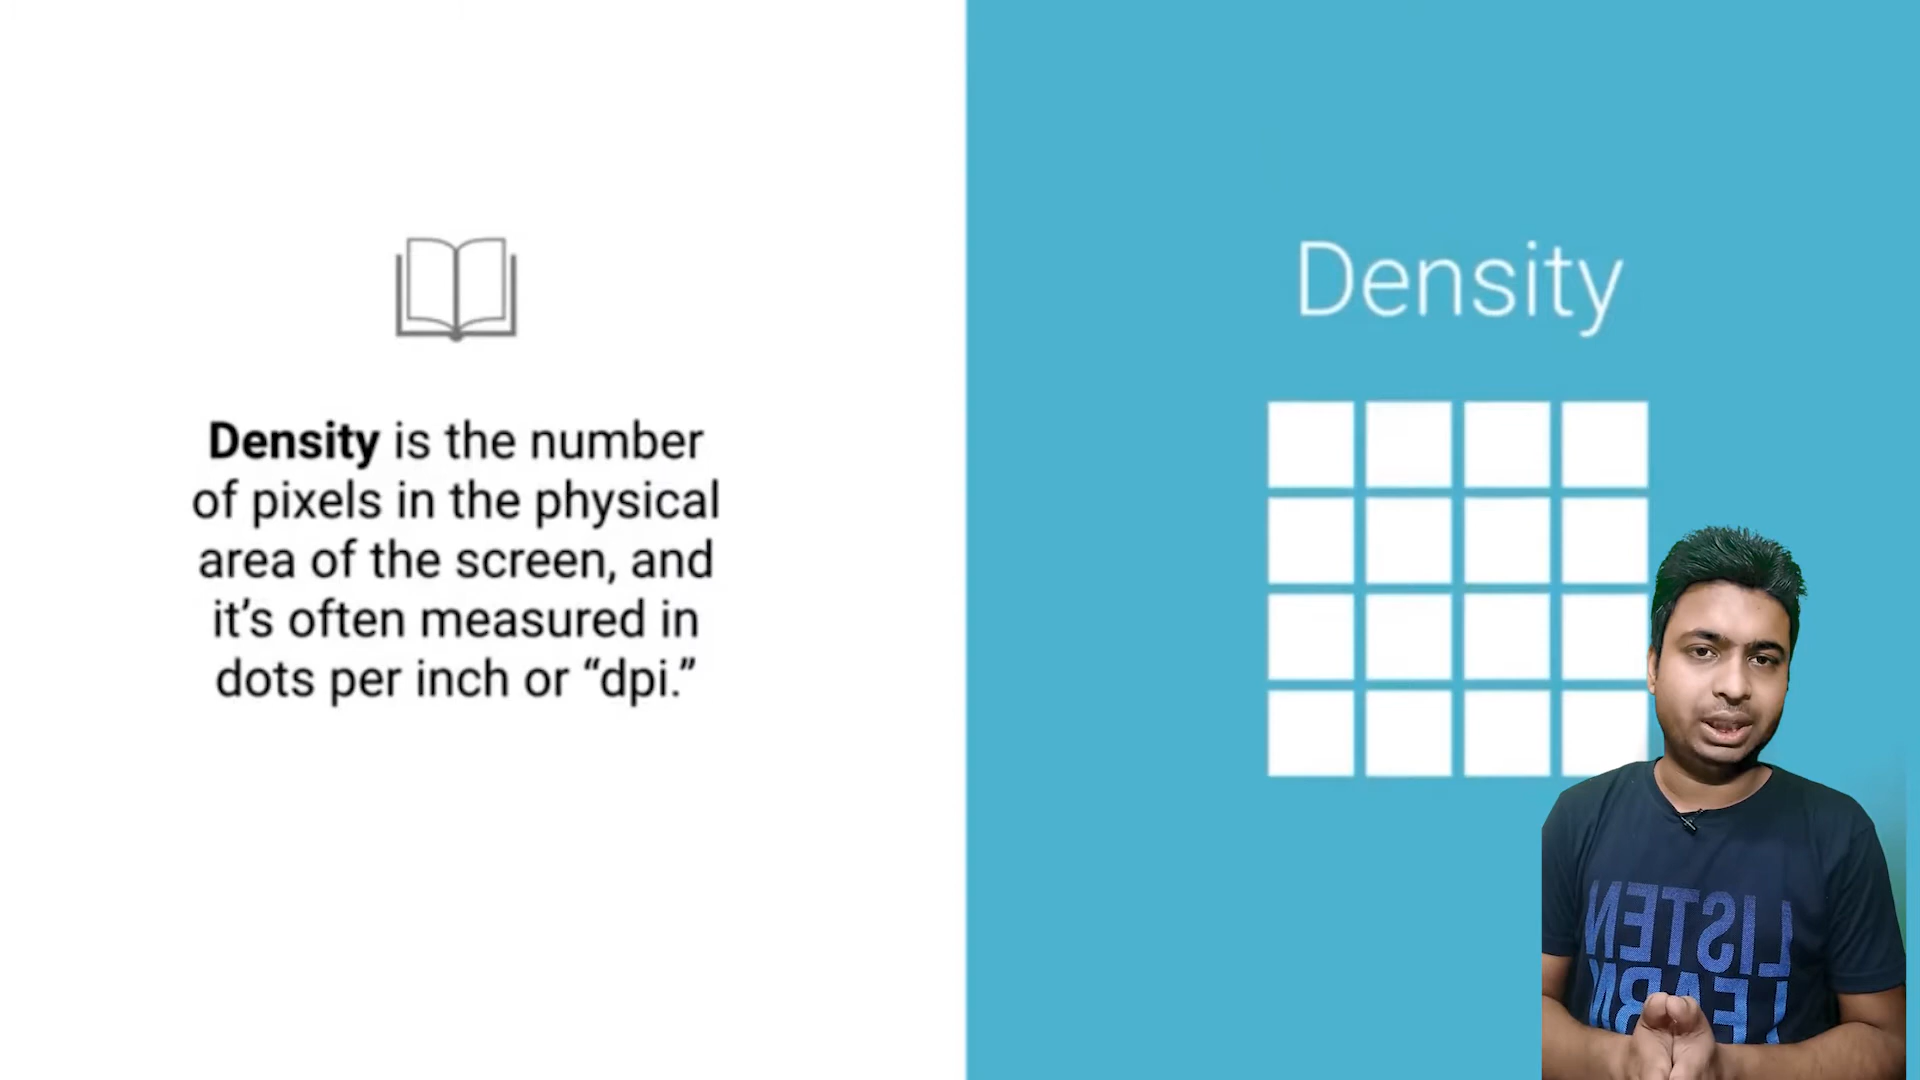 Density is the number
of pixels in the physical
area of the screen, and
it’s often measured in
dots per inch or “dpi.”
Density
LISTEN
LEARN